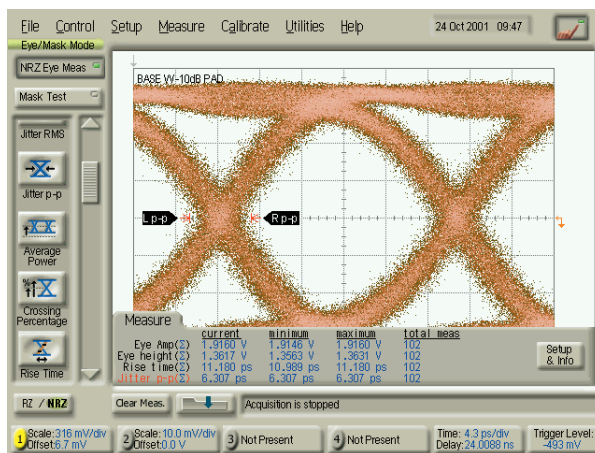 File Control Setup Measure Calibrate Utilities Help 24 Oct 2001 09:47
Eye/Mask Mode
NRZ Eye Meas
Mask Test
Jitter RMS
Jitter p-p
Average
Power
Crossing
Percentage
Rise Time
BASE W-10dB PAD
L p-p
R p-p
Measure
current minimum maximum total meas
Eye Amp(Σ) 1.9160 V 1.9146 V 1.9160 V 102
Eye height(Σ) 1.3617 V 1.3563 V 1.3631 V 102
Rise time(Σ) 11.180 ps 10.989 ps 11.180 ps 102
Jitter p-p(Σ) 6.307 ps 6.307 ps 6.307 ps 102
Setup
& Info
RZ / NRZ
Clear Meas.
Acquisition is stopped
1 Scale: 316 mV/div
Offset:6.7 mV
2 Scale: 10.0 mV/div
Offset:0.0 V
3 Not Present
4 Not Present
Time: 4.3 ps/div
Delay:24.0088 ns
Trigger Level:
-493 mV